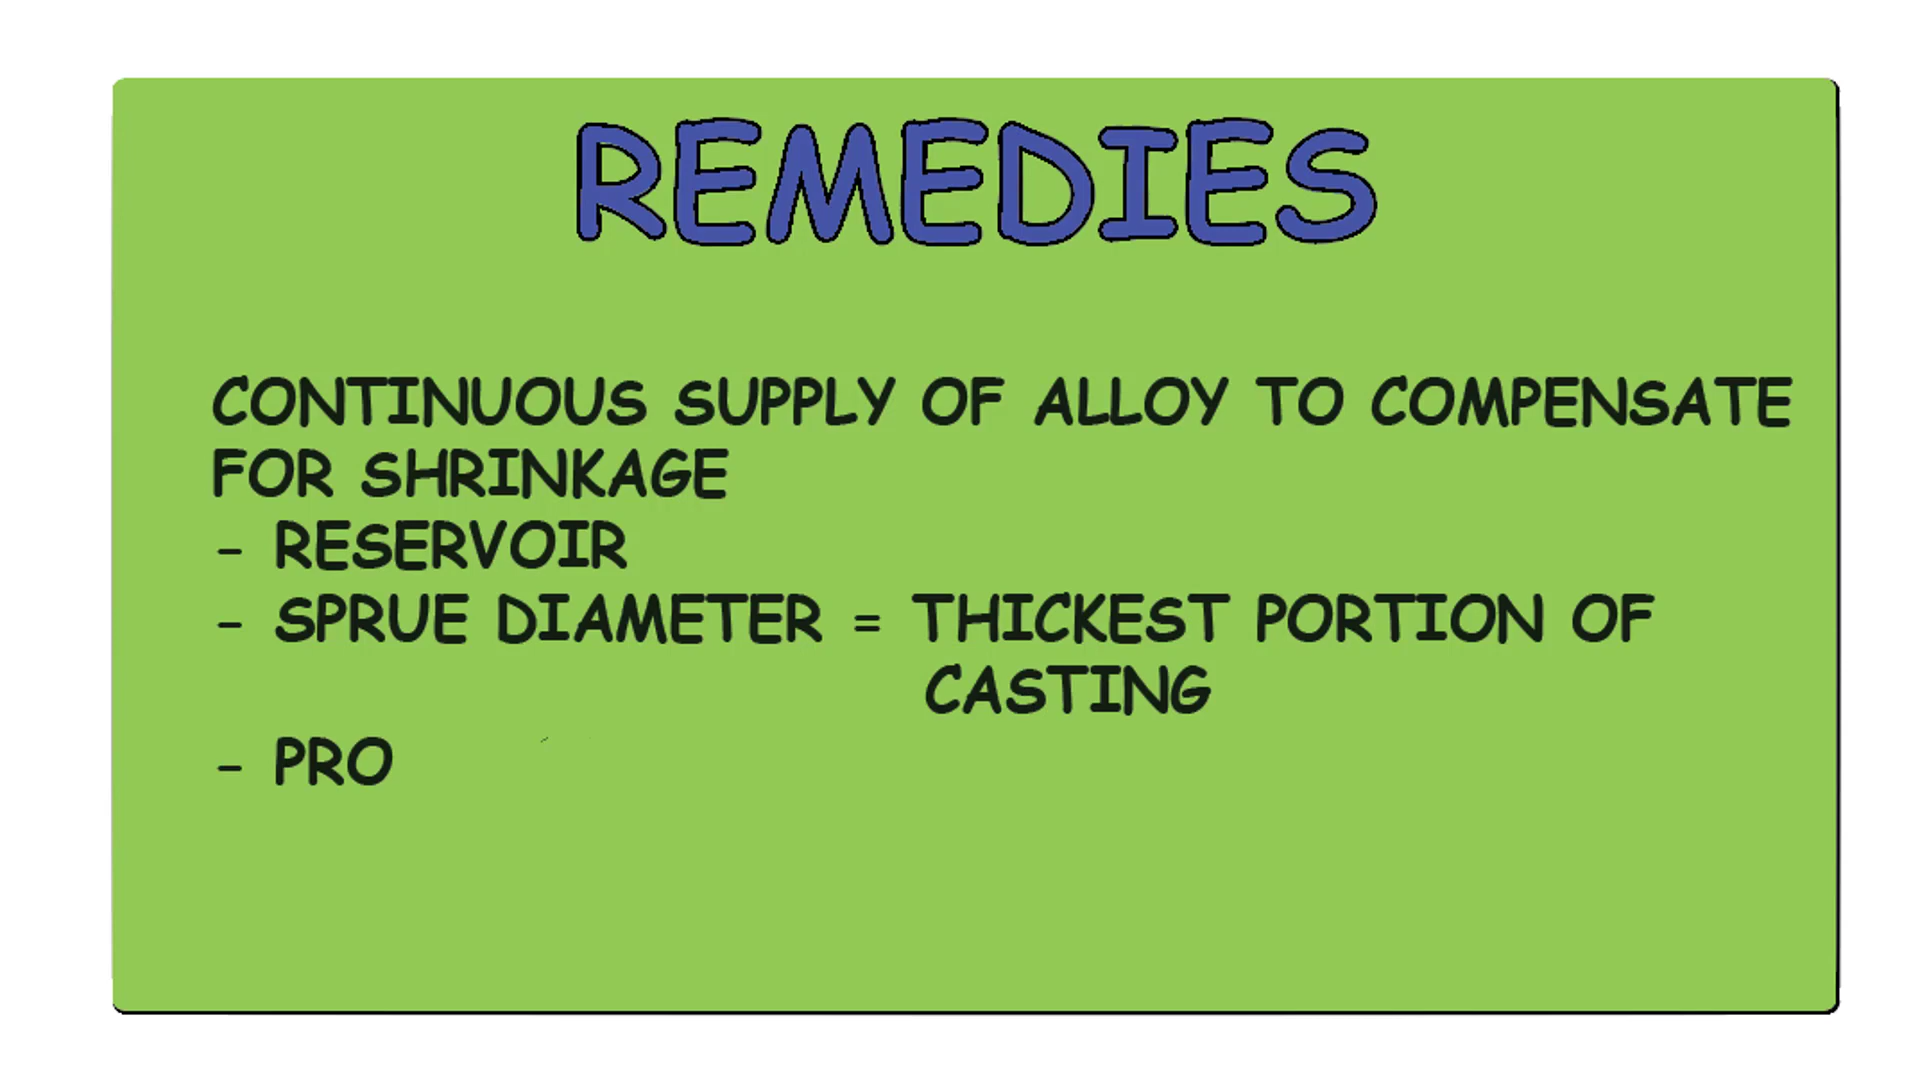 REMEDIES
CONTINUOUS SUPPLY OF ALLOY TO COMPENSATE
FOR SHRINKAGE
- RESERVOIR
- SPRUE DIAMETER = THICKEST PORTION OF
CASTING
- PRO